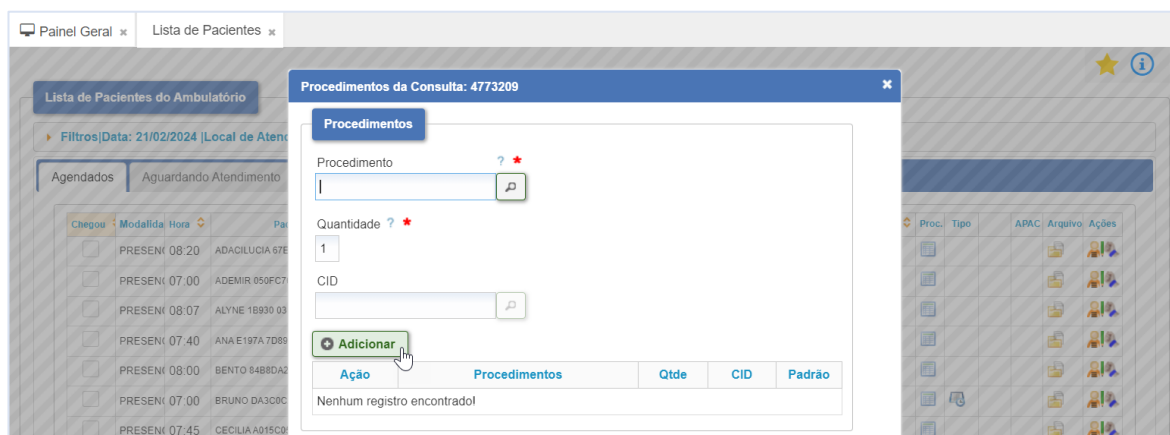 Painel Geral × Lista de Pacientes ×
Lista de Pacientes do Ambulatório
Filtros|Data: 21/02/2024 |Local de
Agendados Aguardando Atendimento
Chegou Modalida Hora Proc. Tipo APAC Arquivo Ações
PRESEN 08:20 ADACILUCIA
PRESEN 07:00 ADEMIR
PRESEN 08:07 ALYNE 1B930 03
PRESEN 07:40 ANA E197A 7D89
PRESEN 08:00 BENTO 84B8DA2
PRESEN 07:00 BRUNO DA3C0C
PRESEN 07:45 CECILIA
Procedimentos da Consulta: 4773209 ×
Procedimentos
Procedimento ? *
Quantidade ? *
1
CID
Adicionar
Ação Procedimentos Qtde CID Padrão
Nenhum registro encontrado!